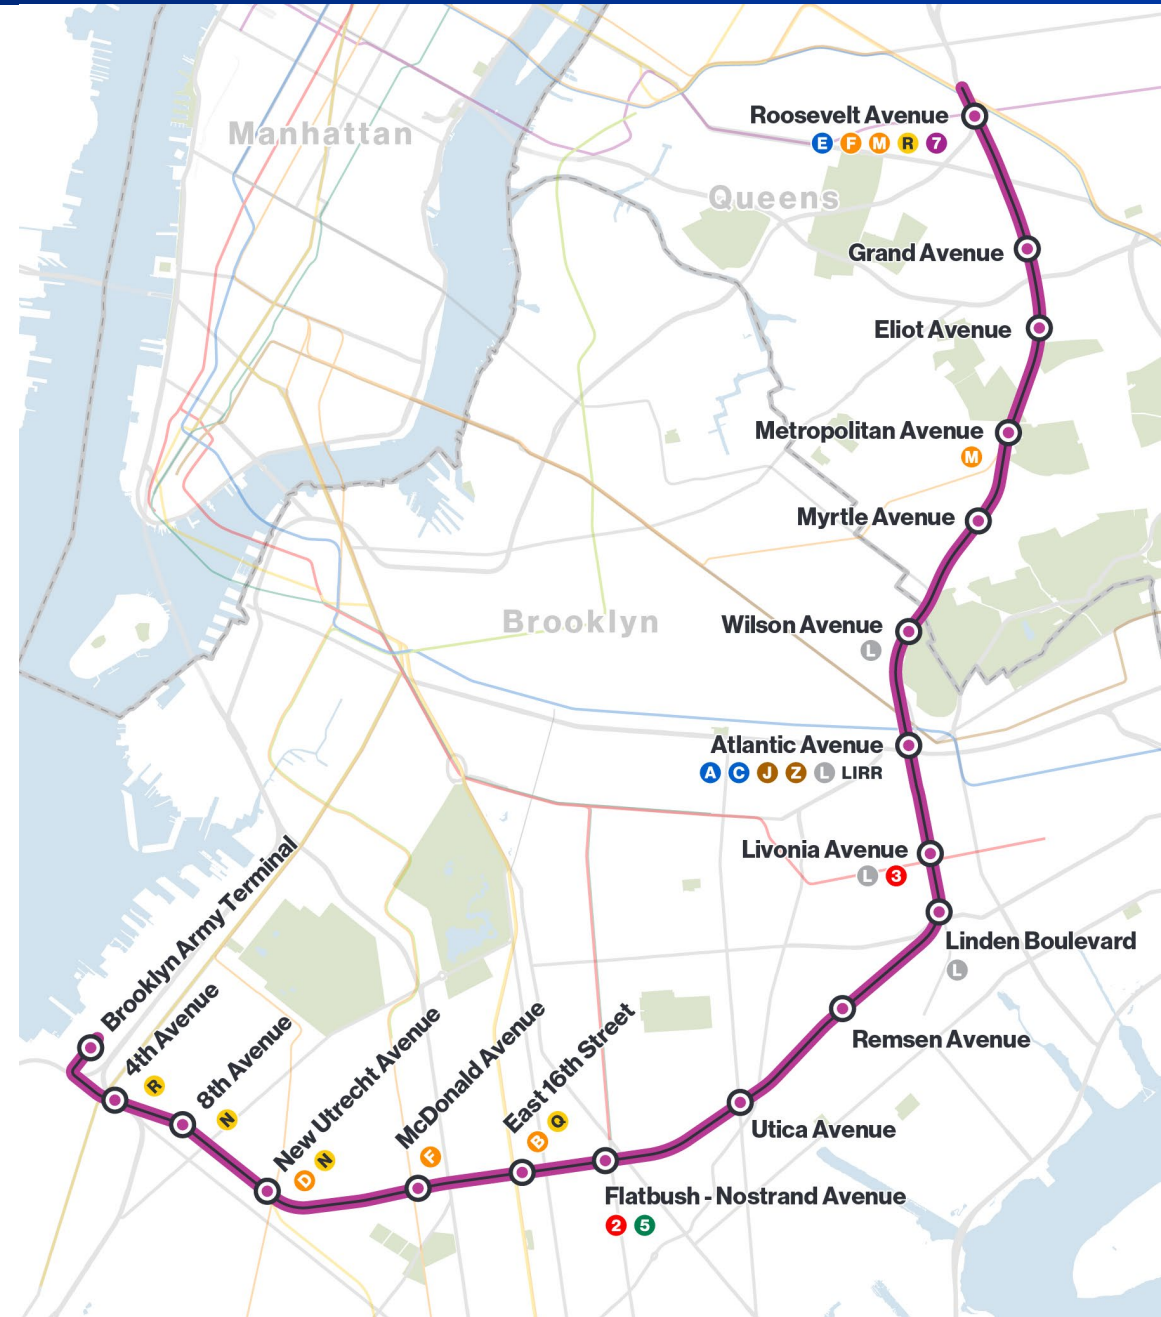 Manhattan
Roosevelt Avenue
E F M R 7
Queens
Grand Avenue
Eliot Avenue
Metropolitan Avenue
M
Myrtle Avenue
Brooklyn
Wilson Avenue
L
Atlantic Avenue
A C J Z L LIRR
Livonia Avenue
L 3
Linden Boulevard
L
Remsen Avenue
Utica Avenue
Flatbush - Nostrand Avenue
2 5
East 16th Street
B Q
McDonald Avenue
F
New Utrecht Avenue
D N
8th Avenue
N
4th Avenue
R
Brooklyn Army Terminal